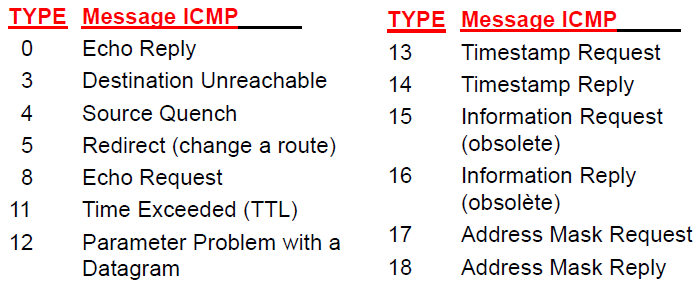 TYPE Message ICMP
0 Echo Reply
3 Destination Unreachable
4 Source Quench
5 Redirect (change a route)
8 Echo Request
11 Time Exceeded (TTL)
12 Parameter Problem with a
Datagram
TYPE Message ICMP
13 Timestamp Request
14 Timestamp Reply
15 Information Request
(obsolete)
16 Information Reply
(obsolète)
17 Address Mask Request
18 Address Mask Reply